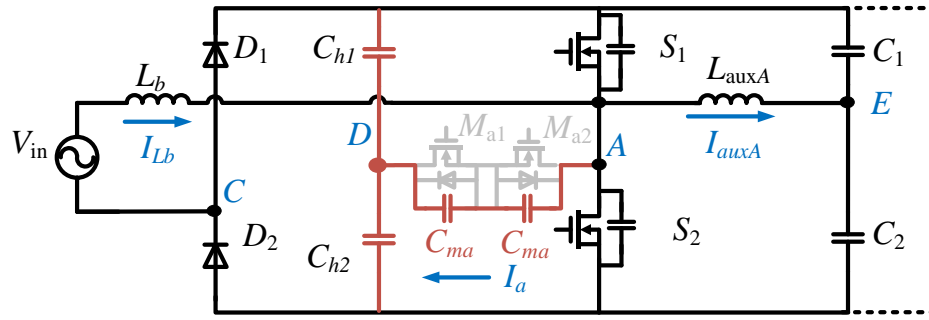 D1
Ch1
S1
C1
Lb
LauxA
E
D
Ma1
Ma2
A
Vin
ILb
IauxA
C
D2
Ch2
Cma
Cma
S2
C2
Ia